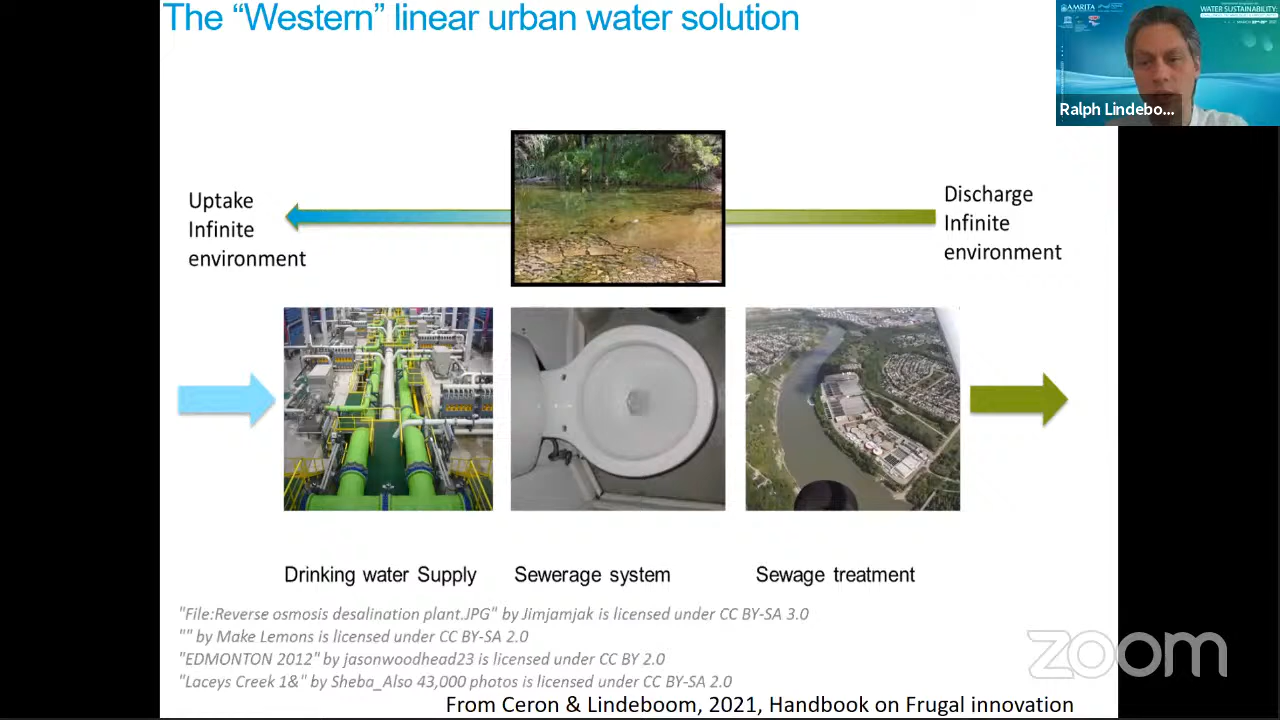 The “Western” linear urban water solution
AMRITA
WATER SUSTAINABILITY:
Ralph Lindebo...
Uptake
Infinite
environment
Discharge
Infinite
environment
Drinking water Supply
Sewerage system
Sewage treatment
"File:Reverse osmosis desalination plant.JPG" by Jimjamjak is licensed under CC BY-SA 3.0
"" by Make Lemons is licensed under CC BY-SA 2.0
"EDMONTON 2012" by jasonwoodhead23 is licensed under CC BY 2.0
"Laceys Creek 1&" by Sheba_Also 43,000 photos is licensed under CC BY-SA 2.0
zoom
From Ceron & Lindeboom, 2021, Handbook on Frugal innovation